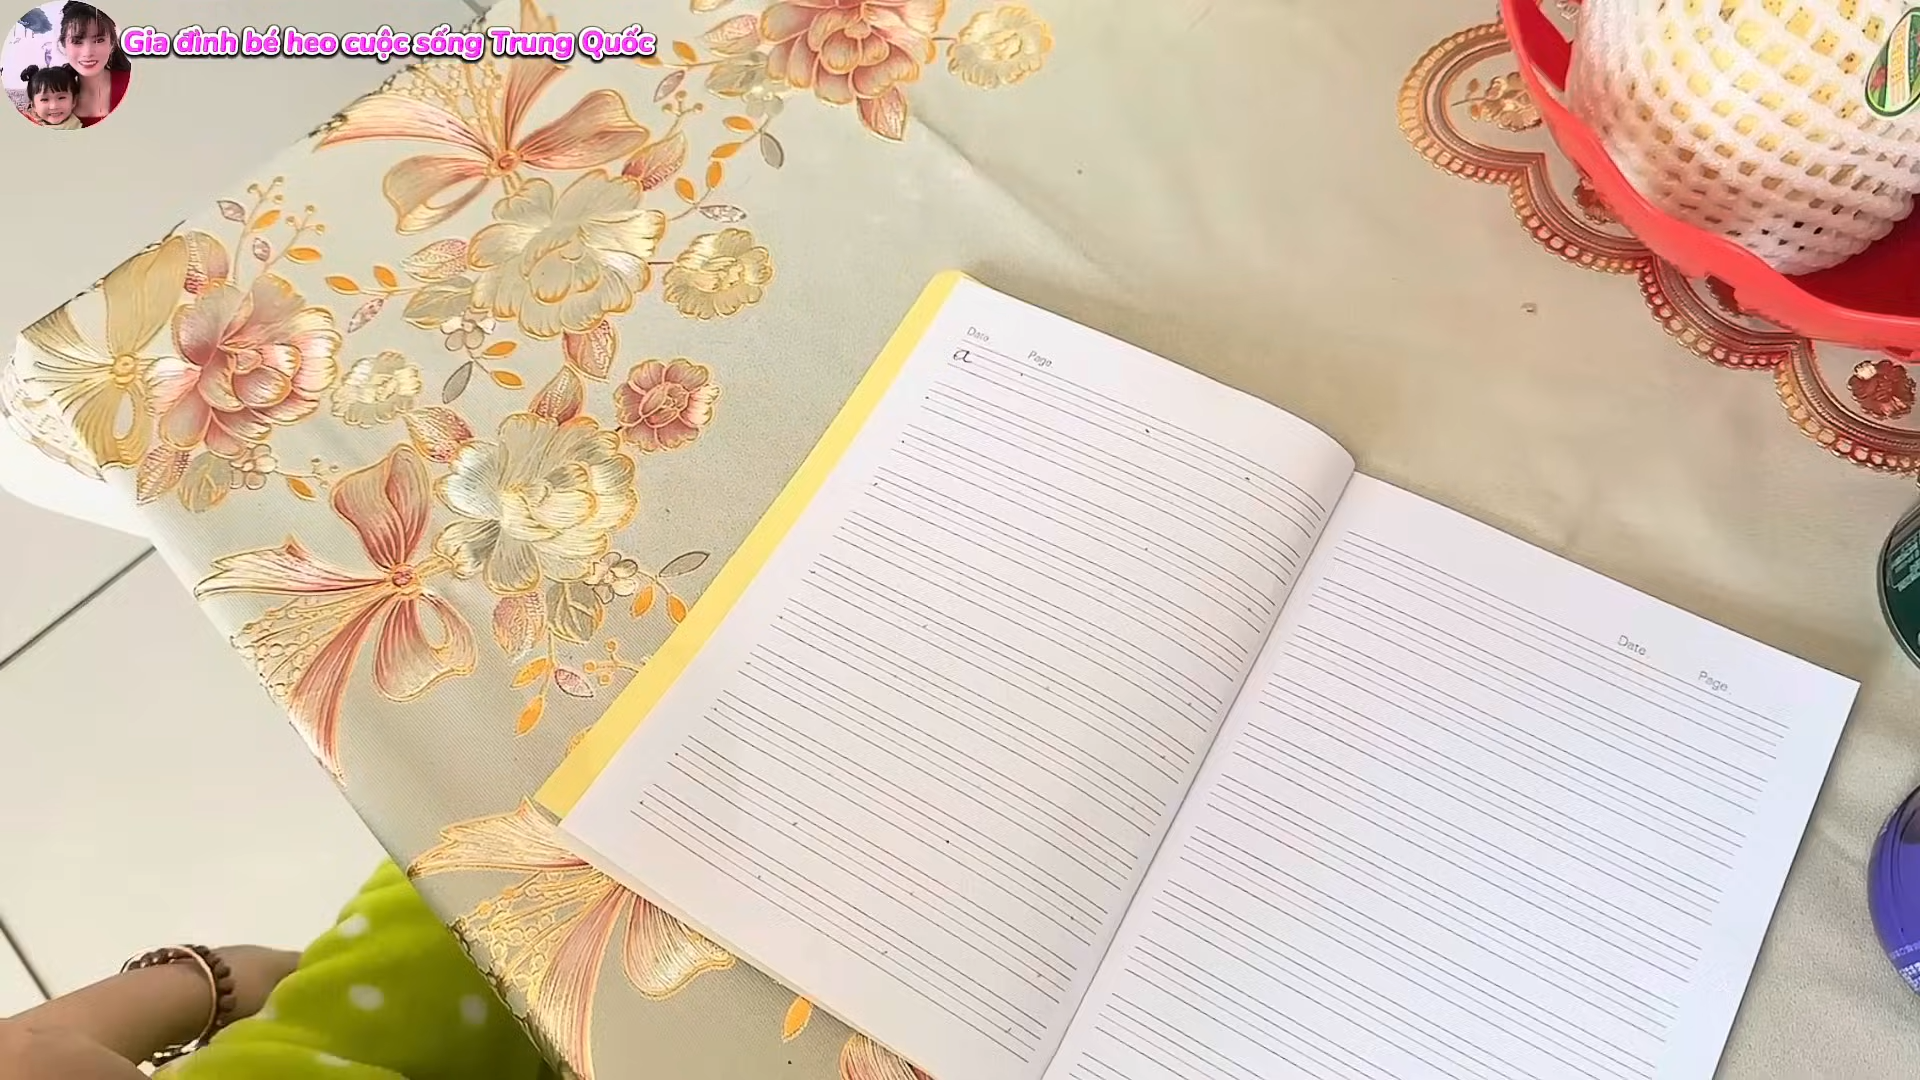 Gia đình bé heo cuộc sống Trung Quốc
Date
Page
a
Date
Page